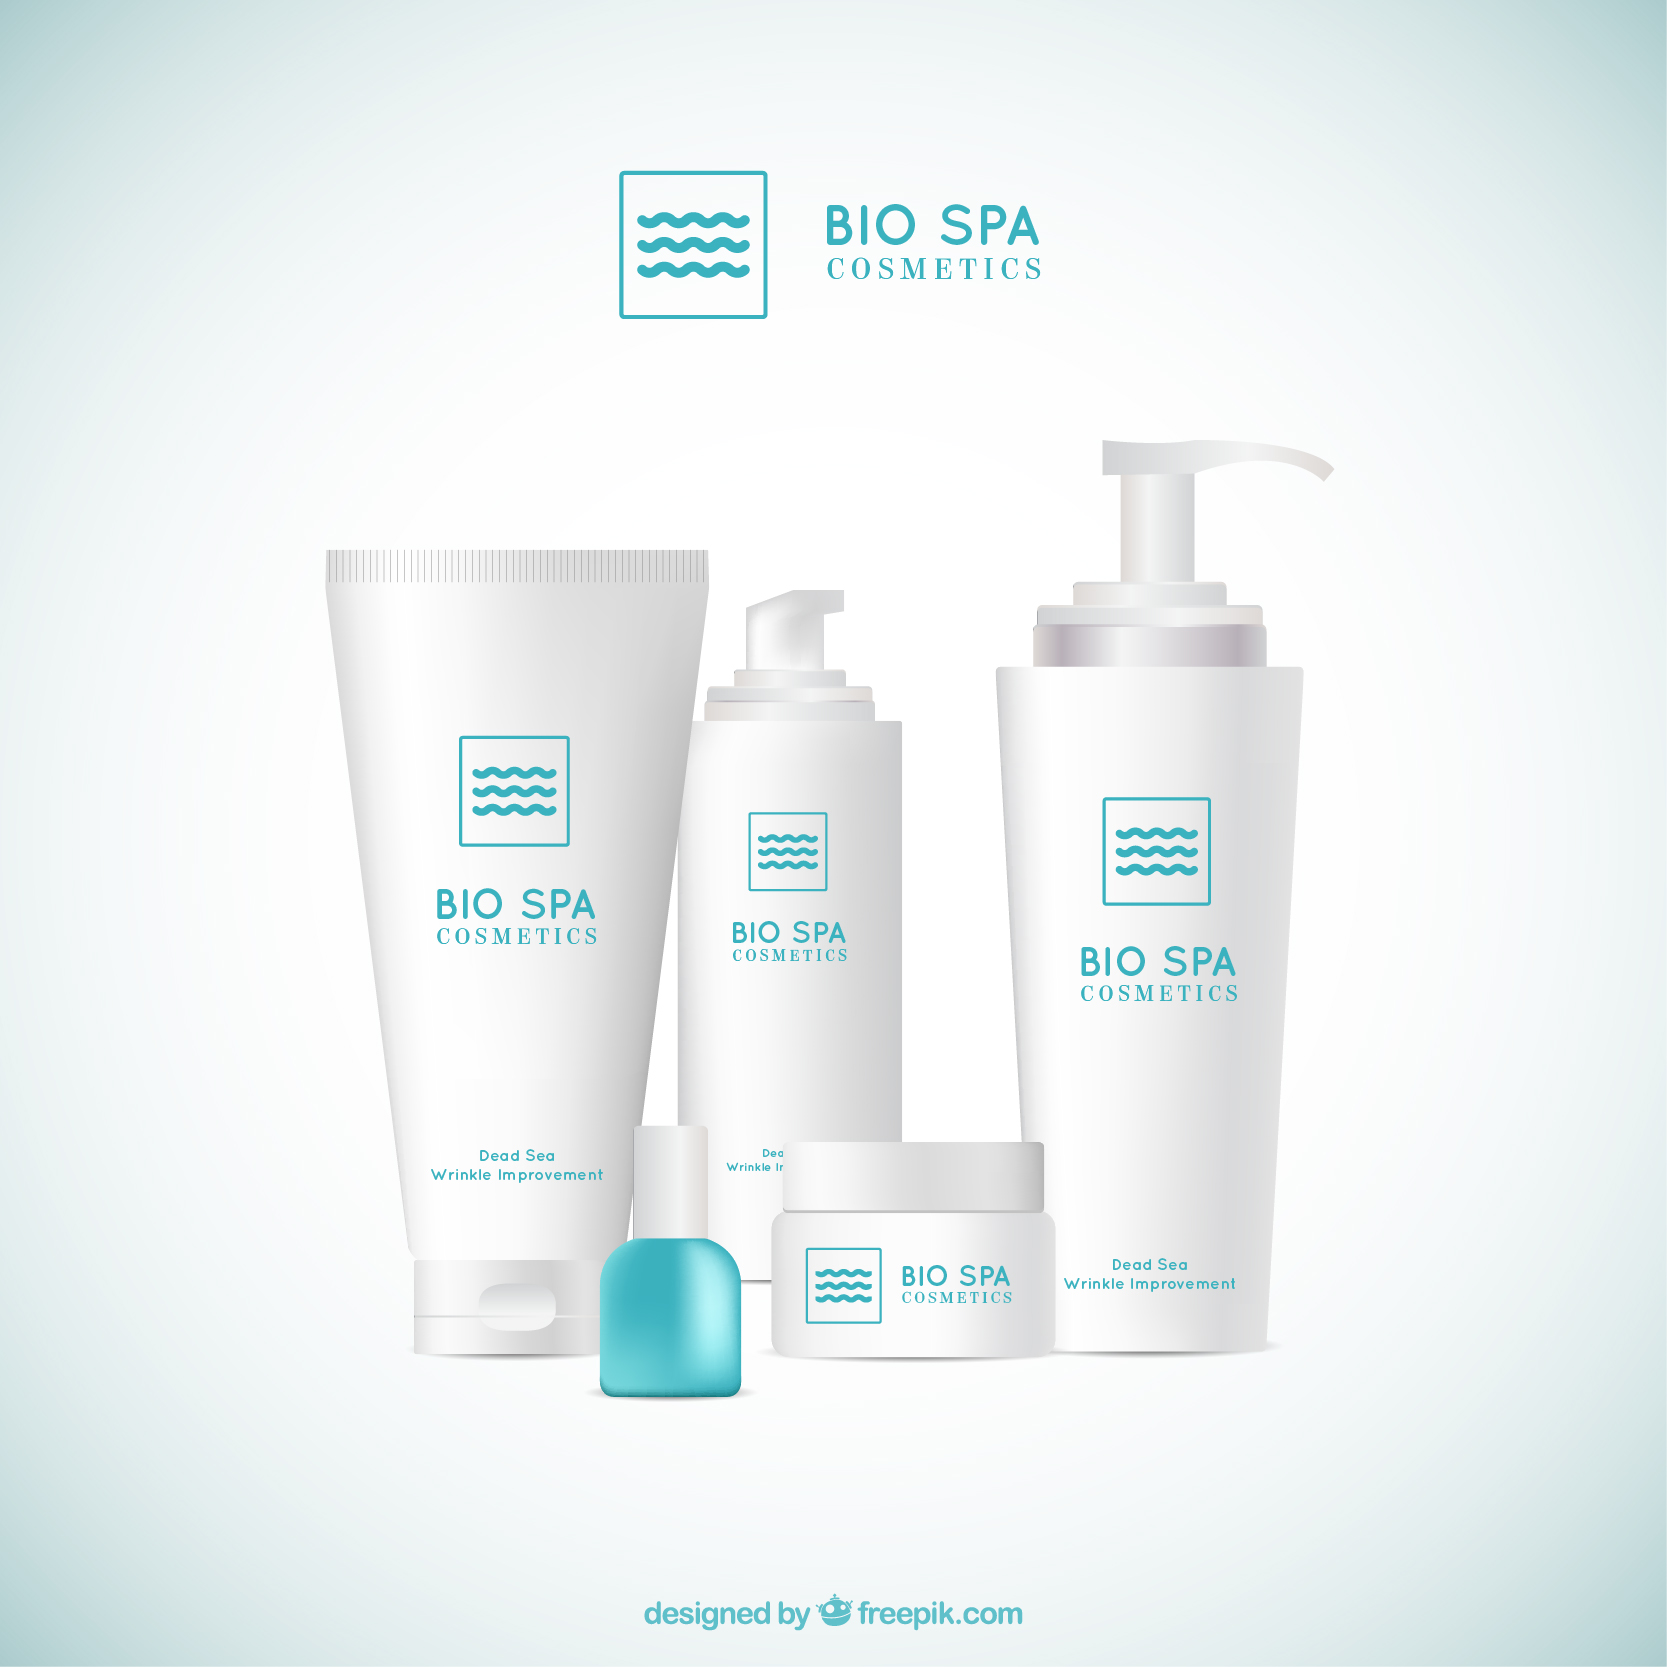 BIO SPA
COSMETICS
BIO SPA
COSMETICS
Dead Sea
Wrinkle Improvement
BIO SPA
COSMETICS
Wrinkle
BIO SPA
COSMETICS
BIO SPA
COSMETICS
Dead Sea
Wrinkle Improvement
designed by freepik.com